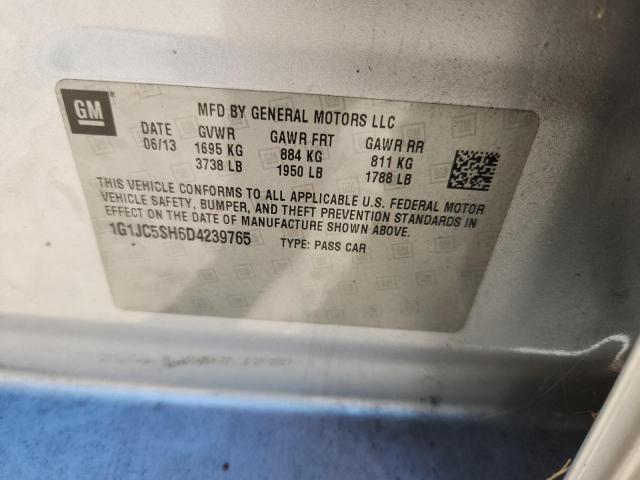 GM
MFD BY GENERAL MOTORS LLC
DATE GVWR GAWR FRT GAWR RR
06/13 1695 KG 884 KG 811 KG
3738 LB 1950 LB 1788 LB
THIS VEHICLE CONFORMS TO ALL APPLICABLE U.S. FEDERAL MOTOR
VEHICLE SAFETY, BUMPER, AND THEFT PREVENTION STANDARDS IN
EFFECT ON THE DATE OF MANUFACTURE SHOWN ABOVE.
1G1JC5SH6D4239765 TYPE: PASS CAR